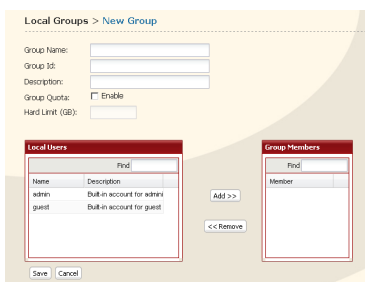 Local Groups > New Group
Group Name:
Group Id:
Description:
Group Quota: Enable
Hard Limit (GB):
Local Users
Find
Name Description
admin Built-in account for admini
guest Built-in account for guest
Add >>
<< Remove
Group Members
Find
Member
Save Cancel